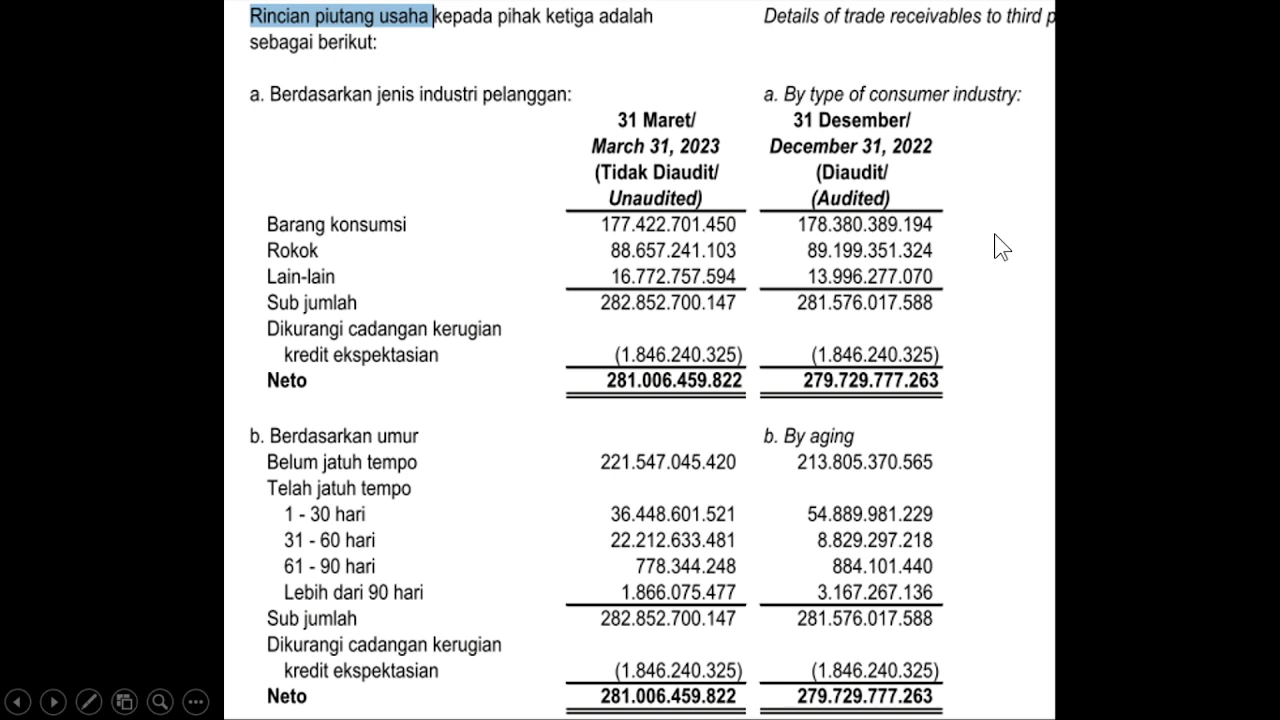 Rincian piutang usaha kepada pihak ketiga adalah
sebagai berikut:
Details of trade receivables to third p
a. Berdasarkan jenis industri pelanggan:
a. By type of consumer industry:
31 Maret/ 31 Desember/
March 31, 2023 December 31, 2022
(Tidak Diaudit/ (Diaudit/
Unaudited) (Audited)
Barang konsumsi 177.422.701.450 178.380.389.194
Rokok 88.657.241.103 89.199.351.324
Lain-lain 16.772.757.594 13.996.277.070
Sub jumlah 282.852.700.147 281.576.017.588
Dikurangi cadangan kerugian
kredit ekspektasian (1.846.240.325) (1.846.240.325)
Neto 281.006.459.822 279.729.777.263
b. Berdasarkan umur b. By aging
Belum jatuh tempo 221.547.045.420 213.805.370.565
Telah jatuh tempo
1 - 30 hari 36.448.601.521 54.889.981.229
31 - 60 hari 22.212.633.481 8.829.297.218
61 - 90 hari 778.344.248 884.101.440
Lebih dari 90 hari 1.866.075.477 3.167.267.136
Sub jumlah 282.852.700.147 281.576.017.588
Dikurangi cadangan kerugian
kredit ekspektasian (1.846.240.325) (1.846.240.325)
Neto 281.006.459.822 279.729.777.263